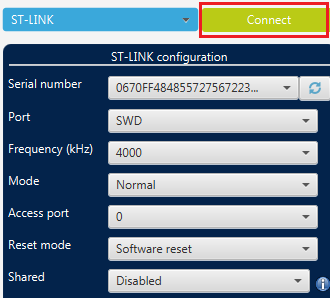 ST-LINK Connect
ST-LINK configuration
Serial number 0670FF484855727567223...
Port SWD
Frequency (kHz) 4000
Mode Normal
Access port 0
Reset mode Software reset
Shared Disabled